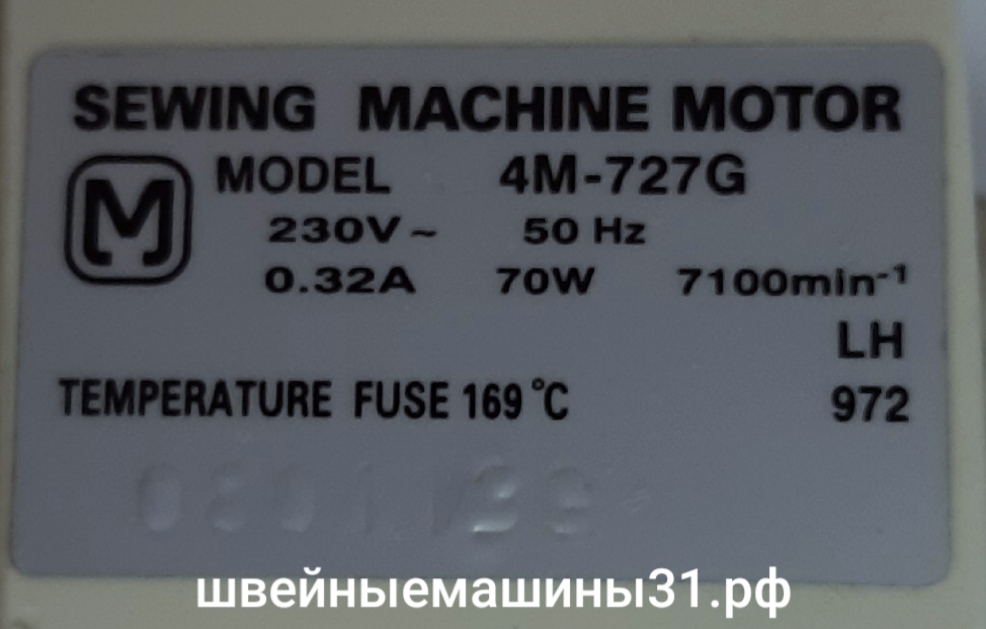 SEWING MACHINE MOTOR
M MODEL 4M-727G
230V~ 50 Hz
0.32A 70W 7100min⁻¹
LH
TEMPERATURE FUSE 169°C 972
швейныемашины31.рф